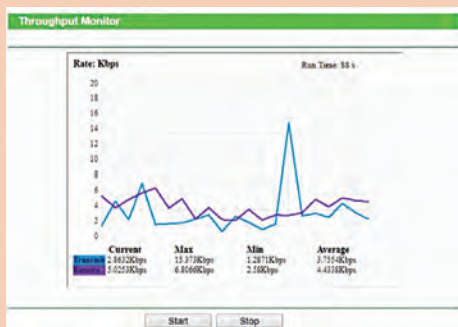 Throughput Monitor
Rate: Kbps
Run Time: 88 s
20
18
16
14
12
10
8
6
4
2
0
Current Max Min Average
Transmit 2.8632Kbps 15.373Kbps 1.2871Kbps 3.7554Kbps
5.0253Kbps 6.8066Kbps 2.58Kbps 4.4338Kbps
Start Stop